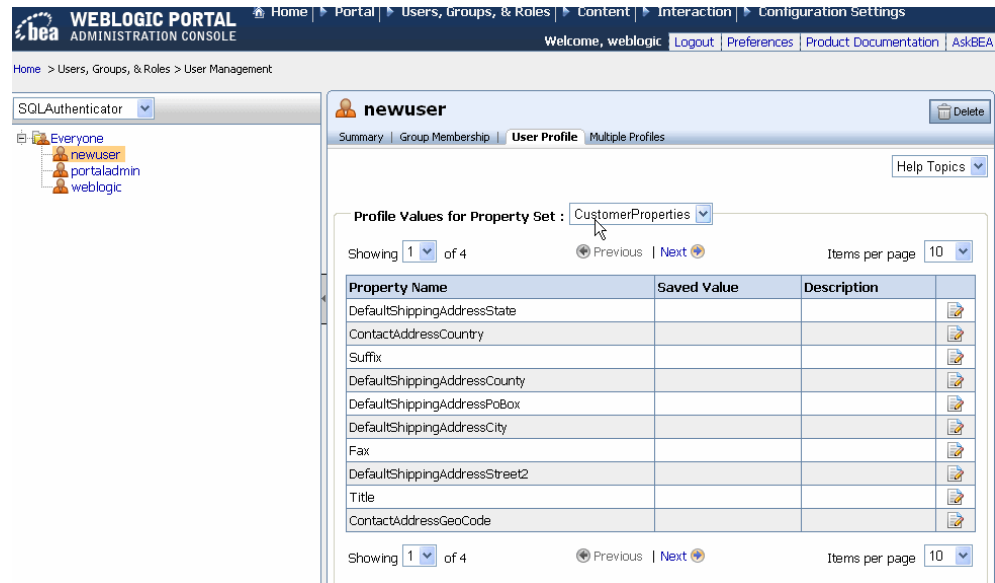 bea WEBLOGIC PORTAL
ADMINISTRATION CONSOLE
Home | Portal | Users, Groups, & Roles | Content | Interaction | Configuration Settings
Welcome, weblogic Logout | Preferences | Product Documentation | AskBEA
Home > Users, Groups, & Roles > User Management
SQLAuthenticator
Everyone
newuser
portaladmin
weblogic
newuser
Delete
Summary | Group Membership | User Profile Multiple Profiles
Help Topics
Profile Values for Property Set : CustomerProperties
Showing 1 of 4 Previous | Next Items per page 10
Property Name Saved Value Description
DefaultShippingAddressState
ContactAddressCountry
Suffix
DefaultShippingAddressCounty
DefaultShippingAddressPoBox
DefaultShippingAddressCity
Fax
DefaultShippingAddressStreet2
Title
ContactAddressGeoCode
Showing 1 of 4 Previous | Next Items per page 10